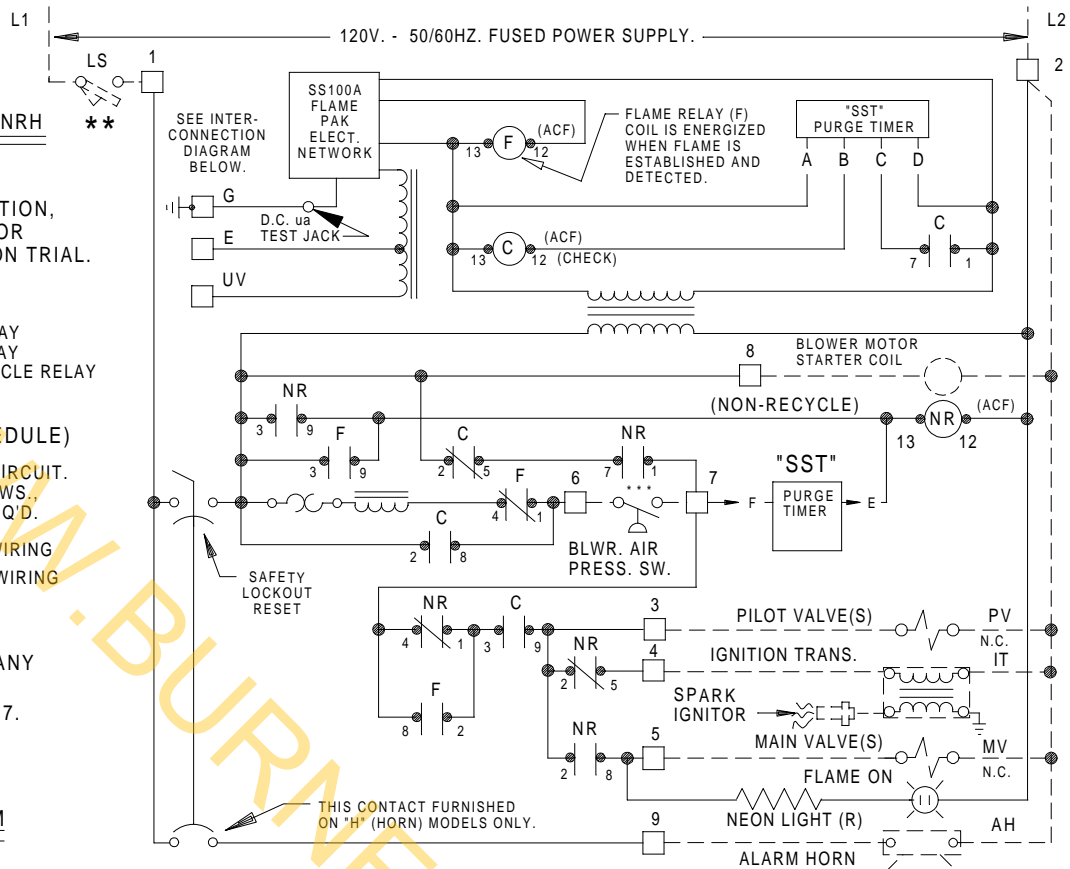 L1
L2
120V. - 50/60HZ. FUSED POWER SUPPLY.
LS
1
2
NRH
**
SEE INTER-
CONNECTION
DIAGRAM
BELOW.
SS100A
FLAME
PAK
ELECT.
NETWORK
13
F
12
(ACF)
FLAME RELAY (F)
COIL IS ENERGIZED
WHEN FLAME IS
ESTABLISHED AND
DETECTED.
"SST"
PURGE TIMER
A
B
C
D
G
D.C. ua
TEST JACK
E
UV
13
C
12
(ACF)
(CHECK)
C
7
1
TION,
OR
ON TRIAL.
AY
AY
CLE RELAY
EDULE)
IRCUIT.
WS.,
Q'D.
WIRING
WIRING
ANY
7.
M
8
BLOWER MOTOR
STARTER COIL
NR
3
9
(NON-RECYCLE)
NR
(ACF)
13
12
F
3
9
C
2
5
NR
7
1
F
4
1
6
***
7
F
"SST"
PURGE
TIMER
E
C
2
8
BLWR. AIR
PRESS. SW.
SAFETY
LOCKOUT
RESET
NR
4
1
C
3
9
3
PILOT VALVE(S)
PV
N.C.
NR
2
5
4
IGNITION TRANS.
IT
F
8
2
SPARK
IGNITOR
NR
2
8
5
MAIN VALVE(S)
MV
N.C.
FLAME ON
NEON LIGHT (R)
THIS CONTACT FURNISHED
ON "H" (HORN) MODELS ONLY.
9
ALARM HORN
AH
W.BURNE